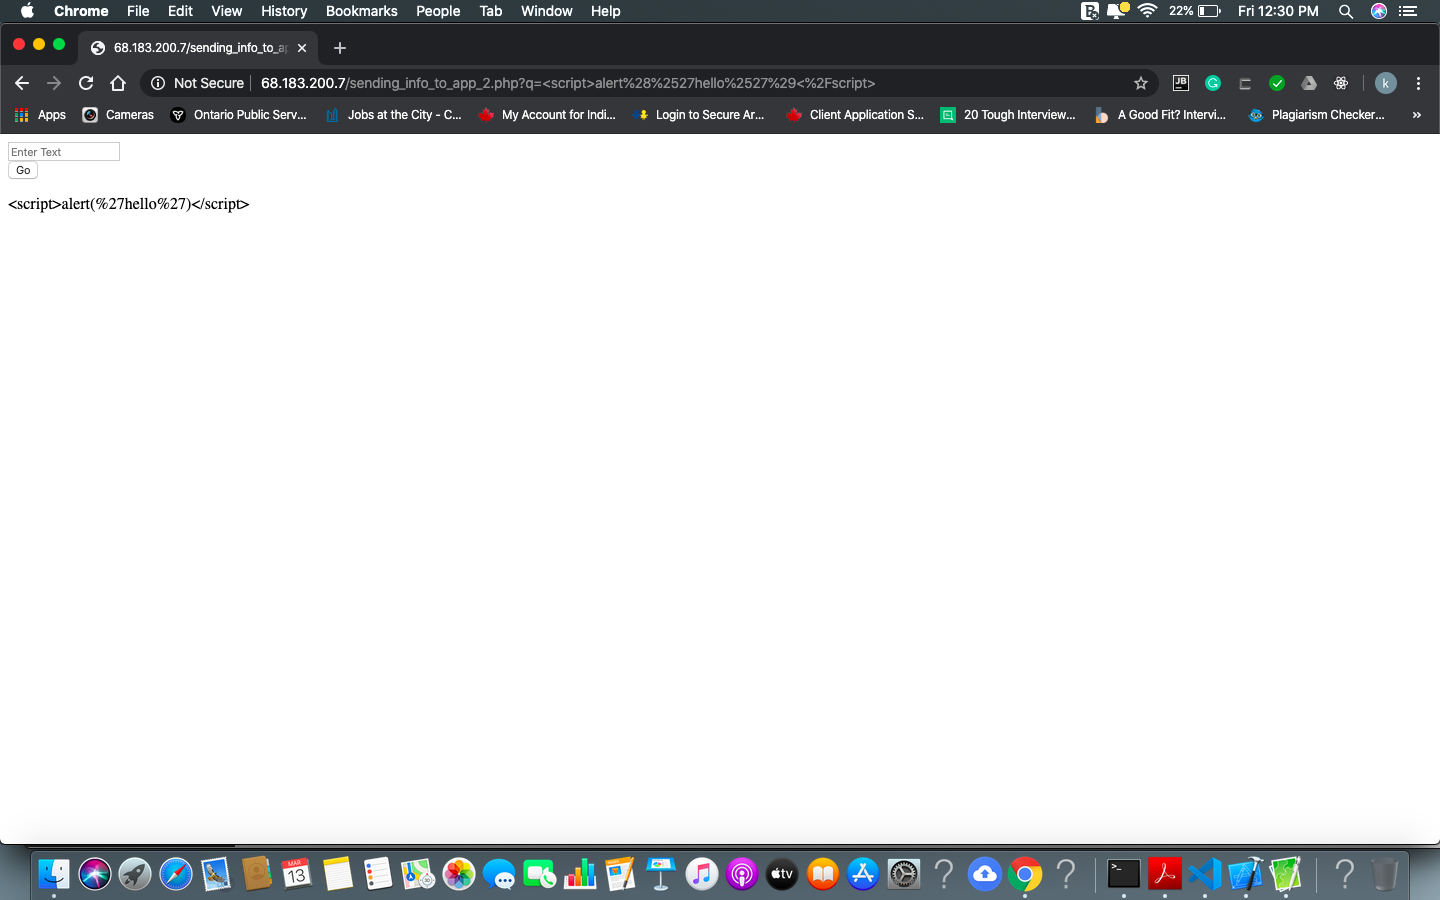 Chrome File Edit View History Bookmarks People Tab Window Help 22% Fri 12:30 PM
68.183.200.7/sending_info_to_ap
Not Secure 68.183.200.7/sending_info_to_app_2.php?q=<script>alert%28%2527hello%2527%29<%2Fscript> JB k
Apps Cameras Ontario Public Serv... Jobs at the City - C... My Account for Indi... Login to Secure Ar... Client Application S... 20 Tough Interview... A Good Fit? Intervi... Plagiarism Checker... »
Enter Text
Go
<script>alert(%27hello%27)</script>
MAR
13
tv